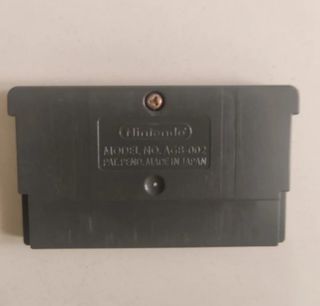 Nintendo
MODEL NO. AGB-002
PAT.PEND. MADE IN JAPAN